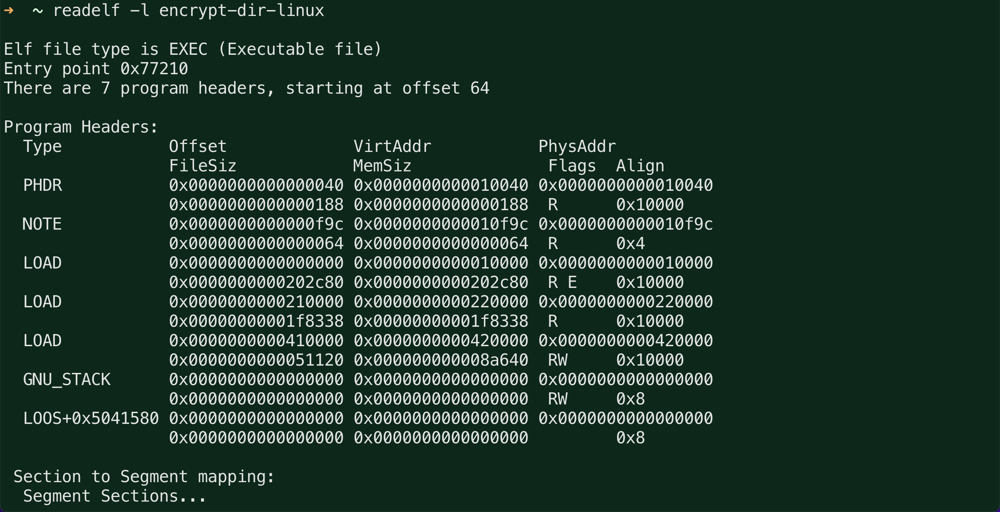 ➜  ~ readelf -l encrypt-dir-linux

Elf file type is EXEC (Executable file)
Entry point 0x77210
There are 7 program headers, starting at offset 64

Program Headers:
  Type           Offset             VirtAddr           PhysAddr
                 FileSiz            MemSiz              Flags  Align
  PHDR           0x0000000000000040 0x0000000000010040 0x0000000000010040
                 0x0000000000000188 0x0000000000000188  R      0x10000
  NOTE           0x0000000000000f9c 0x0000000000010f9c 0x0000000000010f9c
                 0x0000000000000064 0x0000000000000064  R      0x4
  LOAD           0x0000000000000000 0x0000000000010000 0x0000000000010000
                 0x0000000000202c80 0x0000000000202c80  R E    0x10000
  LOAD           0x0000000000210000 0x0000000000220000 0x0000000000220000
                 0x00000000001f8338 0x00000000001f8338  R      0x10000
  LOAD           0x0000000000410000 0x0000000000420000 0x0000000000420000
                 0x0000000000051120 0x000000000008a640  RW     0x10000
  GNU_STACK      0x0000000000000000 0x0000000000000000 0x0000000000000000
                 0x0000000000000000 0x0000000000000000  RW     0x8
  LOOS+0x5041580 0x0000000000000000 0x0000000000000000 0x0000000000000000
                 0x0000000000000000 0x0000000000000000         0x8

 Section to Segment mapping:
  Segment Sections...